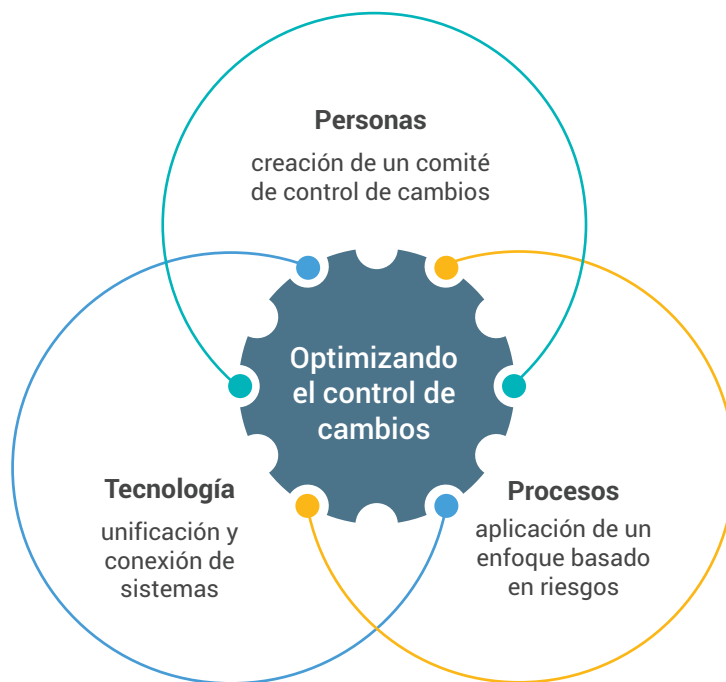 Personas
creación de un comité
de control de cambios
Optimizando
el control de
cambios
Tecnología
unificación y
conexión de
sistemas
Procesos
aplicación de un
enfoque basado
en riesgos